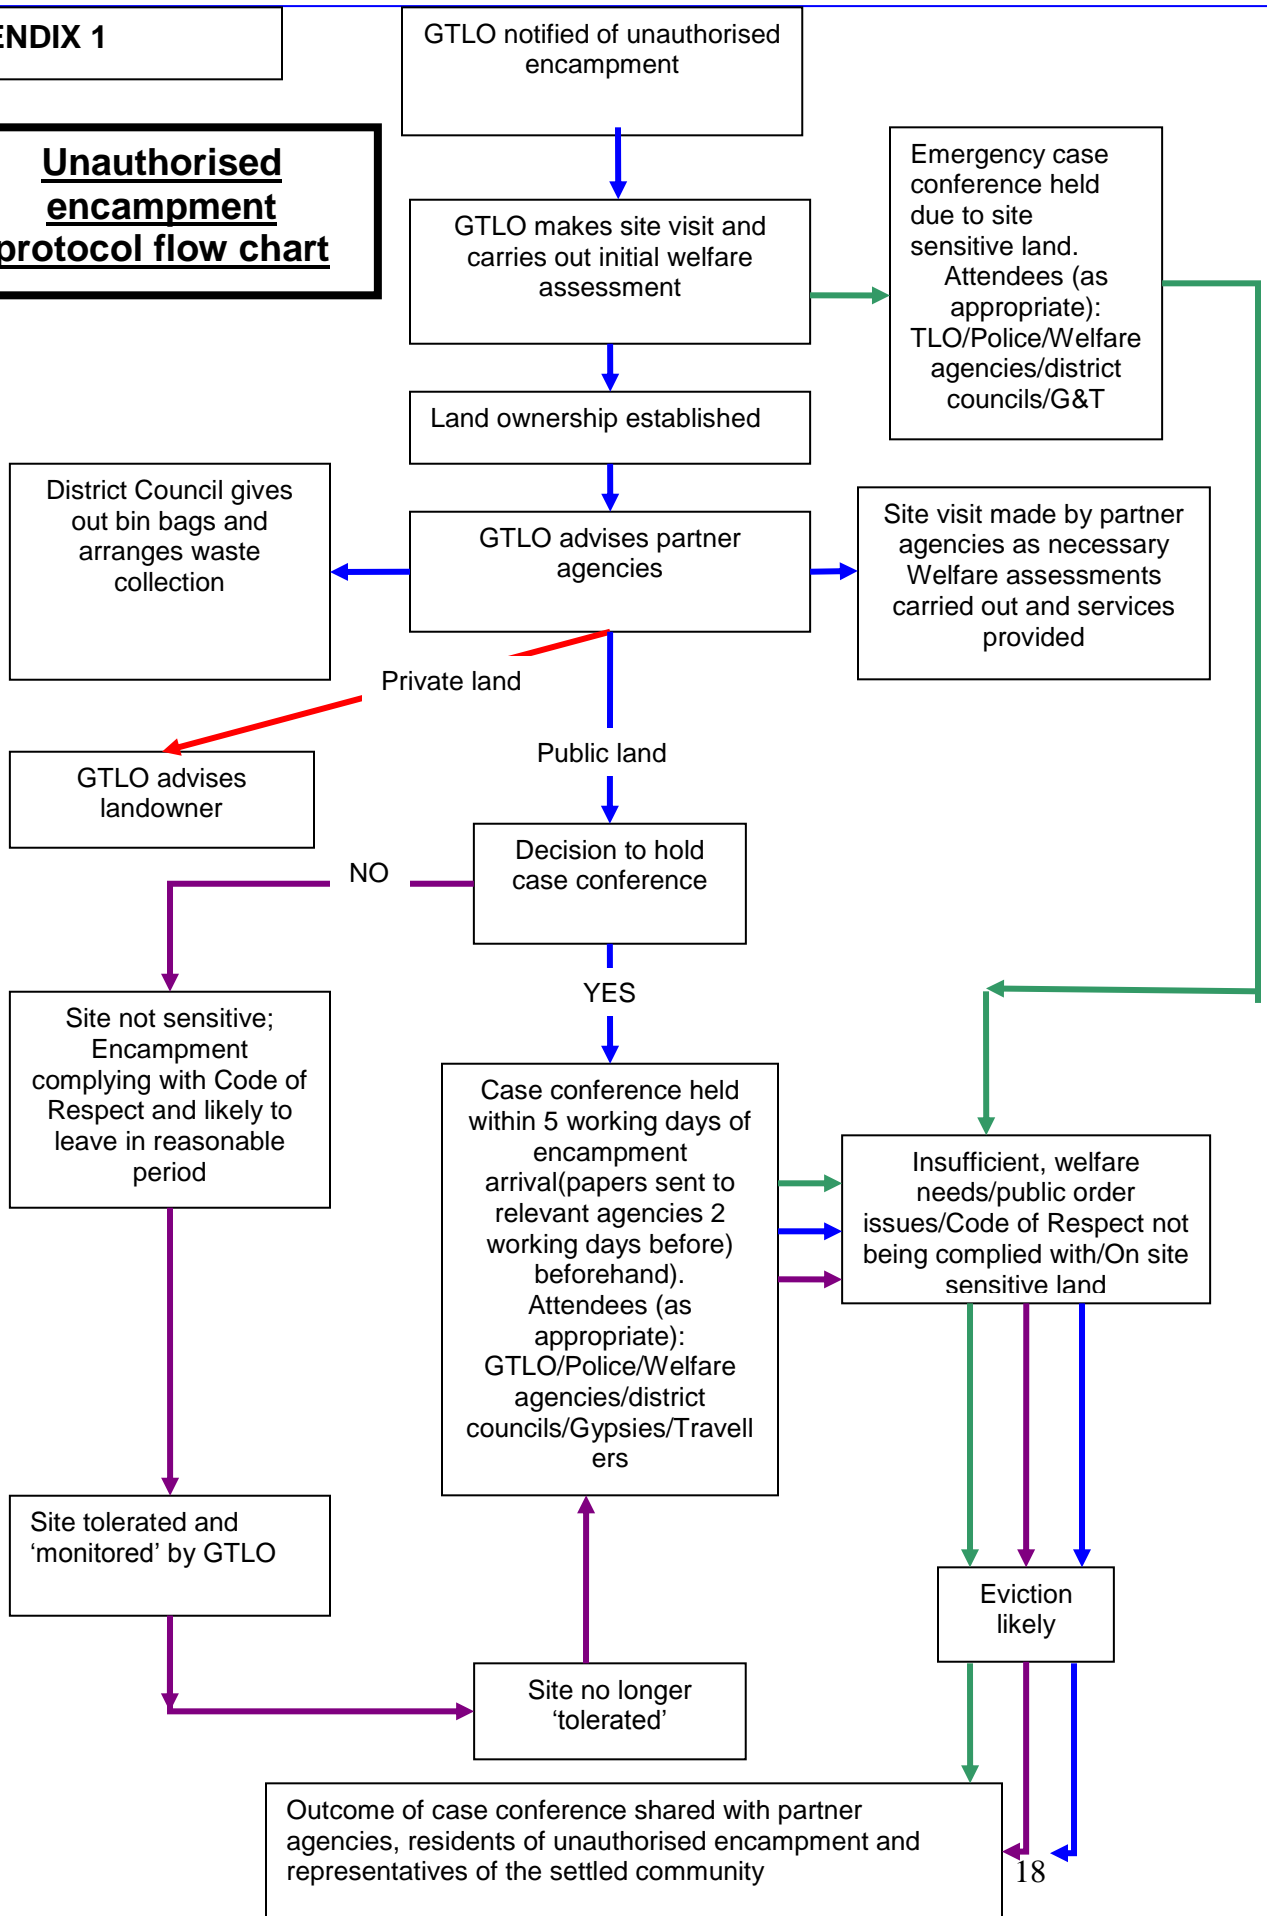 ENDIX 1
GTLO notified of unauthorised
encampment
Unauthorised
encampment
protocol flow chart
Emergency case
conference held
due to site
sensitive land.
Attendees (as
appropriate):
TLO/Police/Welfare
agencies/district
councils/G&T
GTLO makes site visit and
carries out initial welfare
assessment
Land ownership established
District Council gives
out bin bags and
arranges waste
collection
GTLO advises partner
agencies
Site visit made by partner
agencies as necessary
Welfare assessments
carried out and services
provided
Private land
Public land
GTLO advises
landowner
Decision to hold
case conference
NO
YES
Site not sensitive;
Encampment
complying with Code of
Respect and likely to
leave in reasonable
period
Case conference held
within 5 working days of
encampment
arrival(papers sent to
relevant agencies 2
working days before)
beforehand).
Attendees (as
appropriate):
GTLO/Police/Welfare
agencies/district
councils/Gypsies/Travell
ers
Insufficient, welfare
needs/public order
issues/Code of Respect not
being complied with/On site
sensitive land
Site tolerated and
‘monitored’ by GTLO
Eviction
likely
Site no longer
‘tolerated’
Outcome of case conference shared with partner
agencies, residents of unauthorised encampment and
representatives of the settled community
18